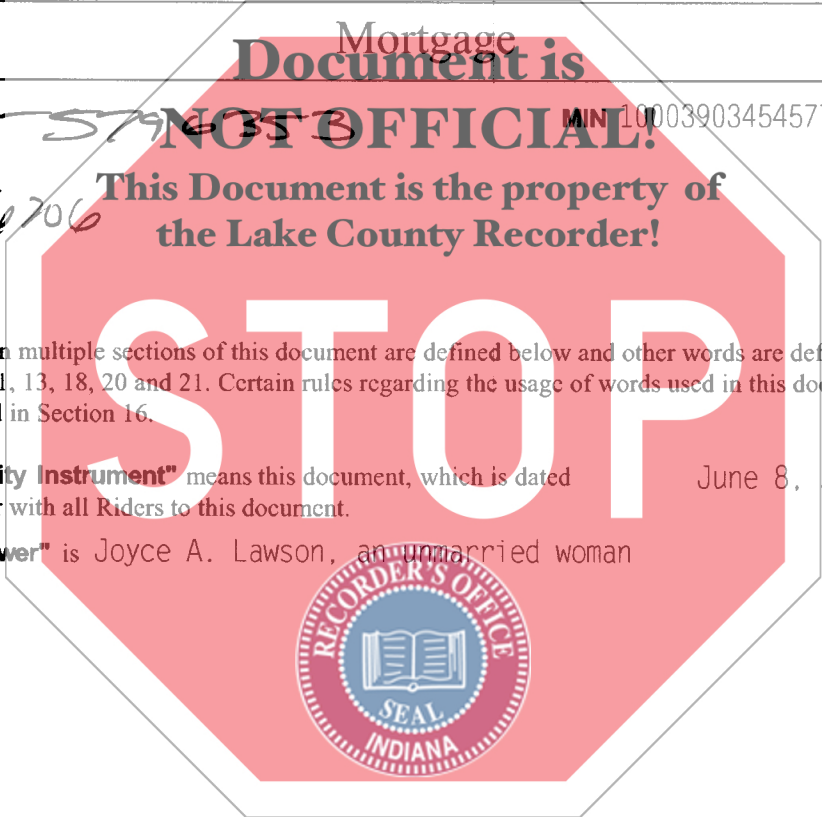 Mortgage
Document is
5796353
NOT OFFICIAL!
MIN 1000390345457
This Document is the property of
706
the Lake County Recorder!
STOP
n multiple sections of this document are defined below and other words are def
, 13, 18, 20 and 21. Certain rules regarding the usage of words used in this do
in Section 16.
ity Instrument" means this document, which is dated June 8,
with all Riders to this document.
wer" is Joyce A. Lawson, an unmarried woman
RECORDER'S OFFICE
SEAL
INDIANA